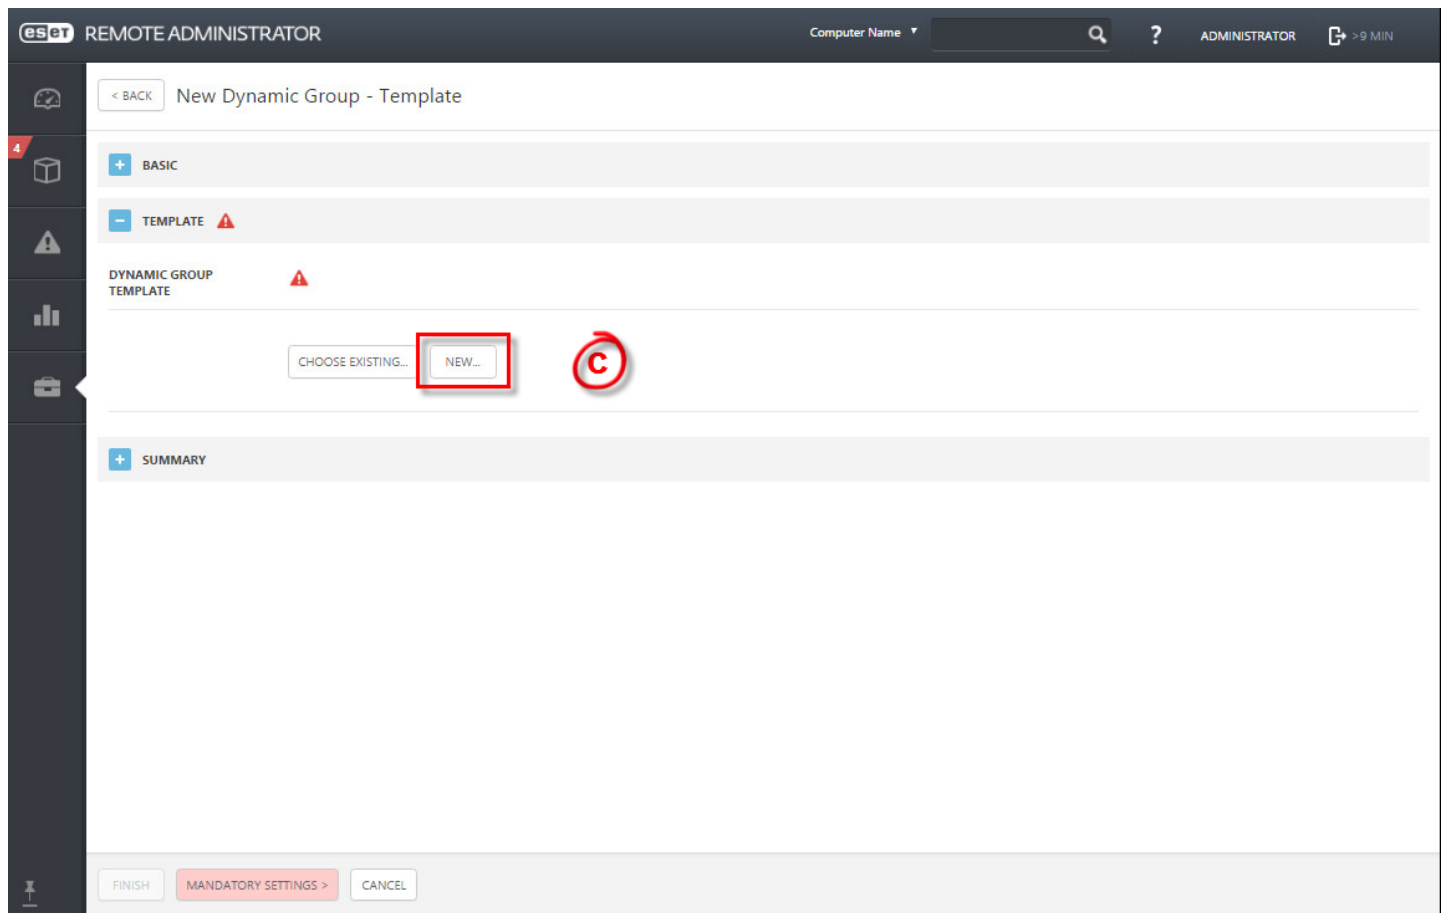 eset REMOTE ADMINISTRATOR Computer Name ? ADMINISTRATOR >9 MIN
< BACK New Dynamic Group - Template
4
+ BASIC
− TEMPLATE
DYNAMIC GROUP
TEMPLATE
CHOOSE EXISTING... NEW... C
+ SUMMARY
FINISH MANDATORY SETTINGS > CANCEL